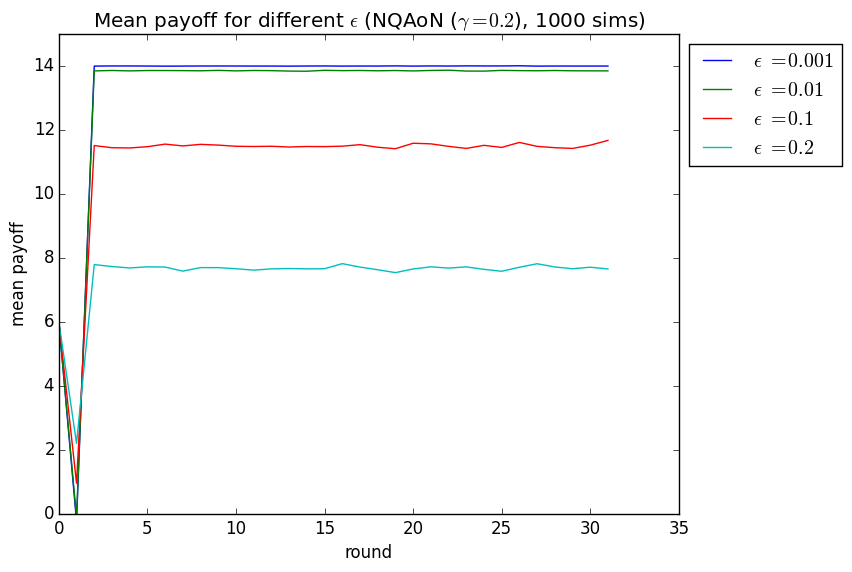 Mean payoff for different ϵ (NQAoN (γ=0.2), 1000 sims)
mean payoff
14
12
10
8
6
4
2
0
0 5 10 15 20 25 30 35
round
ϵ =0.001
ϵ =0.01
ϵ =0.1
ϵ =0.2